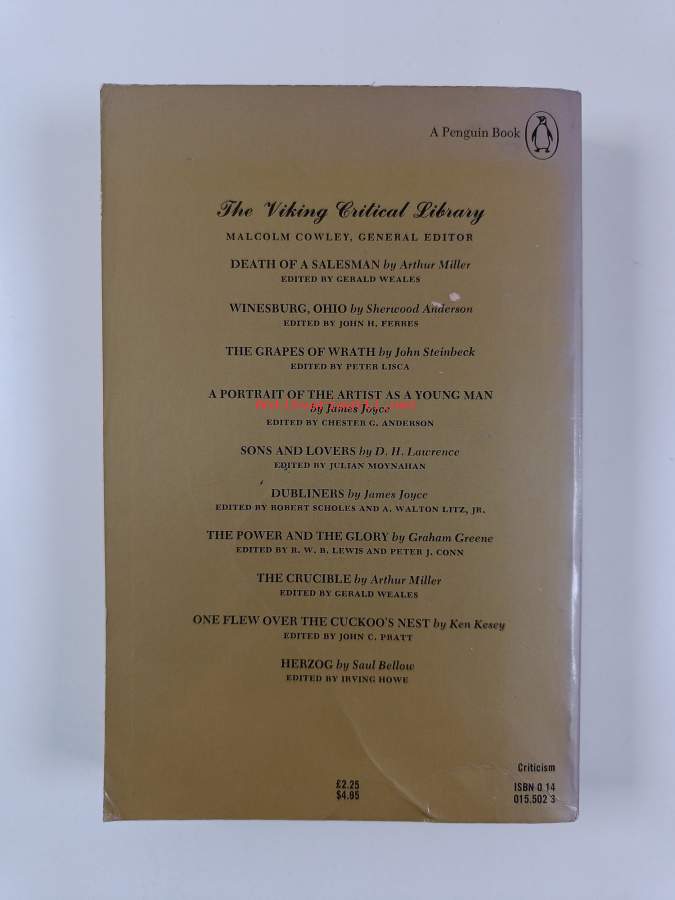 A Penguin Book
The Viking Critical Library
MALCOLM COWLEY, GENERAL EDITOR
DEATH OF A SALESMAN by Arthur Miller
EDITED BY GERALD WEALES
WINESBURG, OHIO by Sherwood Anderson
EDITED BY JOHN H. FERRES
THE GRAPES OF WRATH by John Steinbeck
EDITED BY PETER LISCA
A PORTRAIT OF THE ARTIST AS A YOUNG MAN
by James Joyce
EDITED BY CHESTER G. ANDERSON
SONS AND LOVERS by D. H. Lawrence
EDITED BY JULIAN MOYNAHAN
DUBLINERS by James Joyce
EDITED BY ROBERT SCHOLES AND A. WALTON LITZ, JR.
THE POWER AND THE GLORY by Graham Greene
EDITED BY R. W. B. LEWIS AND PETER J. CONN
THE CRUCIBLE by Arthur Miller
EDITED BY GERALD WEALES
ONE FLEW OVER THE CUCKOO'S NEST by Ken Kesey
EDITED BY JOHN C. PRATT
HERZOG by Saul Bellow
EDITED BY IRVING HOWE
Criticism
£2.25
$4.95
ISBN 0 14
015.502 3